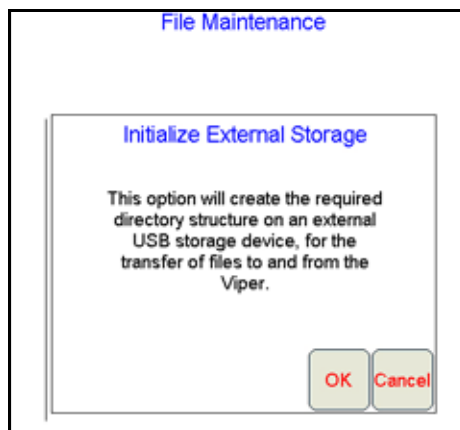 File Maintenance
Initialize External Storage
This option will create the required
directory structure on an external
USB storage device, for the
transfer of files to and from the
Viper.
OK Cancel